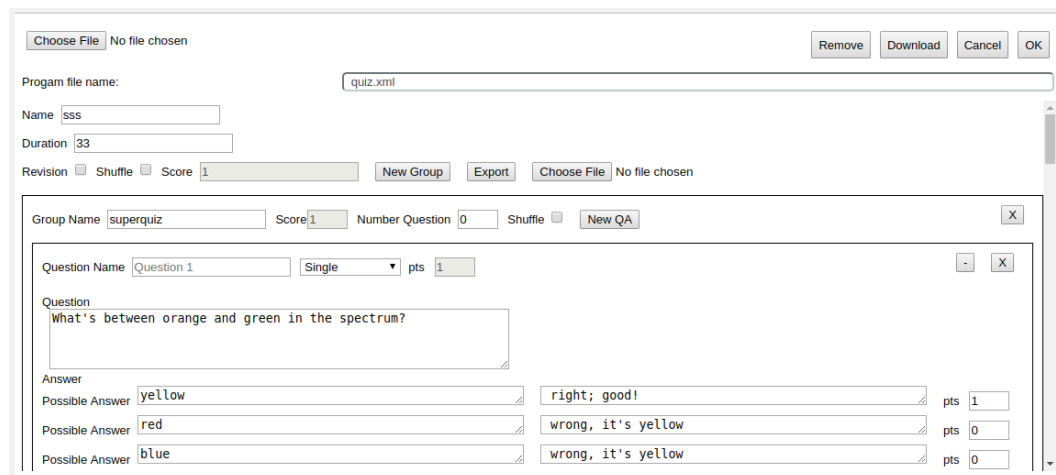 Choose File No file chosen Remove Download Cancel OK
Progam file name: quiz.xml
Name sss
Duration 33
Revision Shuffle Score 1 New Group Export Choose File No file chosen
Group Name superquiz Score 1 Number Question 0 Shuffle New QA X
Question Name Question 1 Single pts 1 - X
Question
What's between orange and green in the spectrum?
Answer
Possible Answer yellow right; good! pts 1
Possible Answer red wrong, it's yellow pts 0
Possible Answer blue wrong, it's yellow pts 0